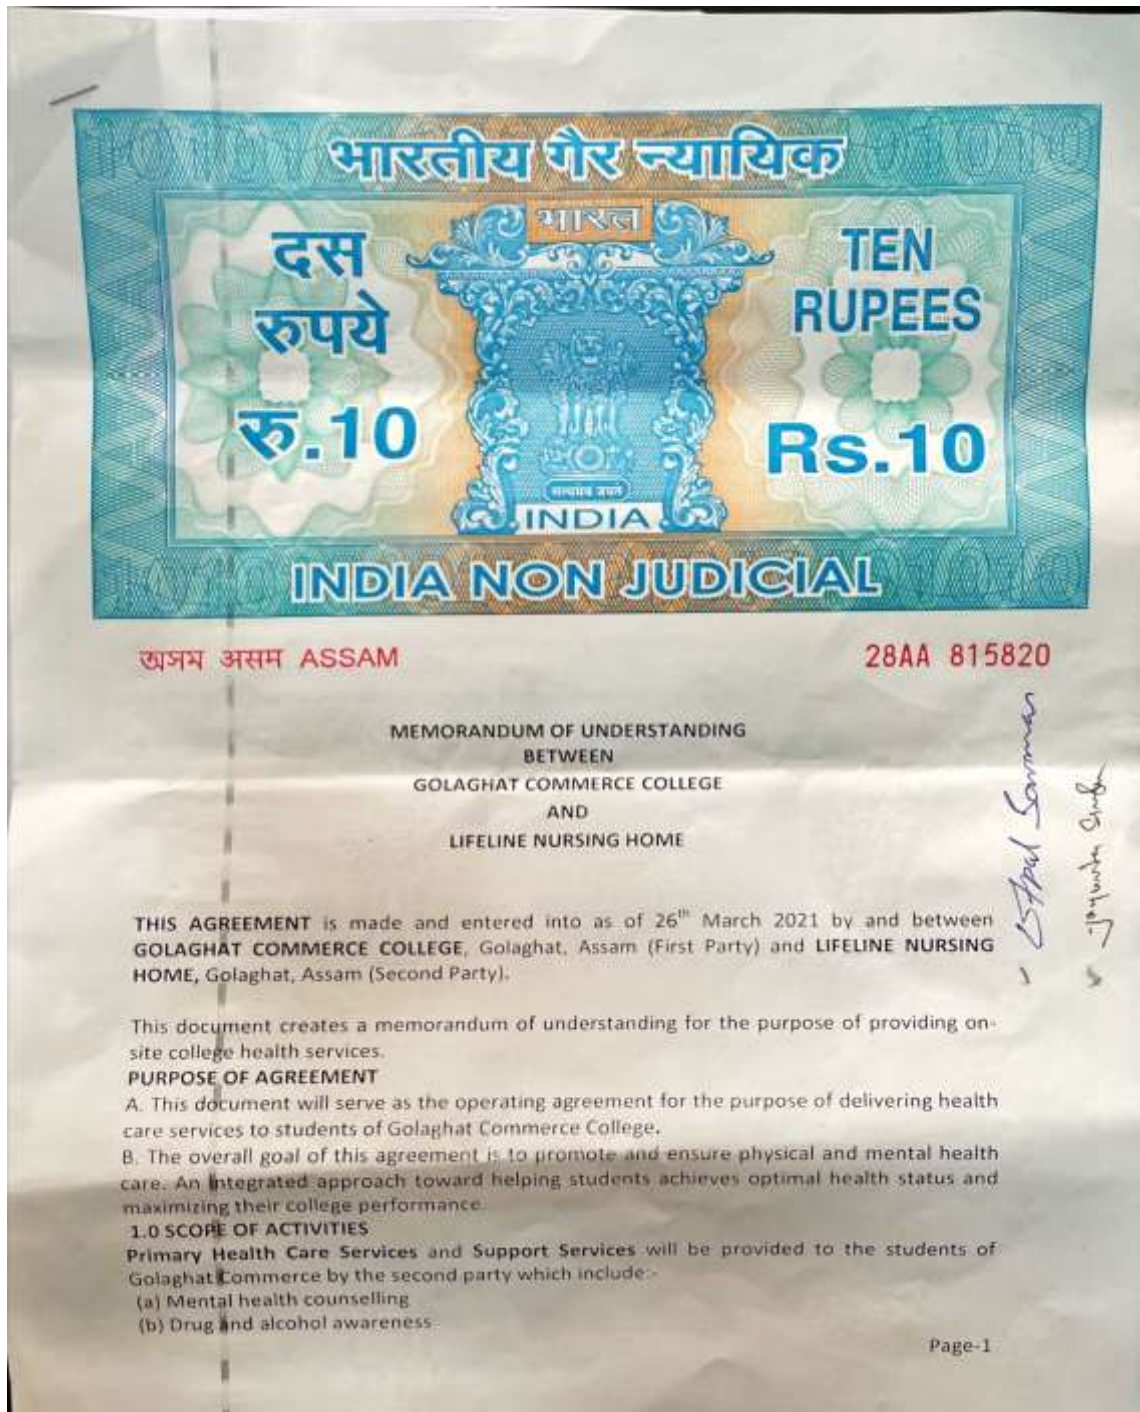 भारतीय गैर न्यायिक
भारत
दस
रुपये
रु.10
TEN
RUPEES
Rs.10
सत्यमेव जयते
INDIA
INDIA NON JUDICIAL
অসম असम ASSAM
28AA 815820
MEMORANDUM OF UNDERSTANDING
BETWEEN
GOLAGHAT COMMERCE COLLEGE
AND
LIFELINE NURSING HOME
THIS AGREEMENT is made and entered into as of 26th March 2021 by and between
GOLAGHAT COMMERCE COLLEGE, Golaghat, Assam (First Party) and LIFELINE NURSING
HOME, Golaghat, Assam (Second Party).
This document creates a memorandum of understanding for the purpose of providing on-
site college health services.
PURPOSE OF AGREEMENT
A. This document will serve as the operating agreement for the purpose of delivering health
care services to students of Golaghat Commerce College.
B. The overall goal of this agreement is to promote and ensure physical and mental health
care. An integrated approach toward helping students achieves optimal health status and
maximizing their college performance.
1.0 SCOPE OF ACTIVITIES
Primary Health Care Services and Support Services will be provided to the students of
Golaghat Commerce by the second party which include:-
(a) Mental health counselling
(b) Drug and alcohol awareness
Page-1